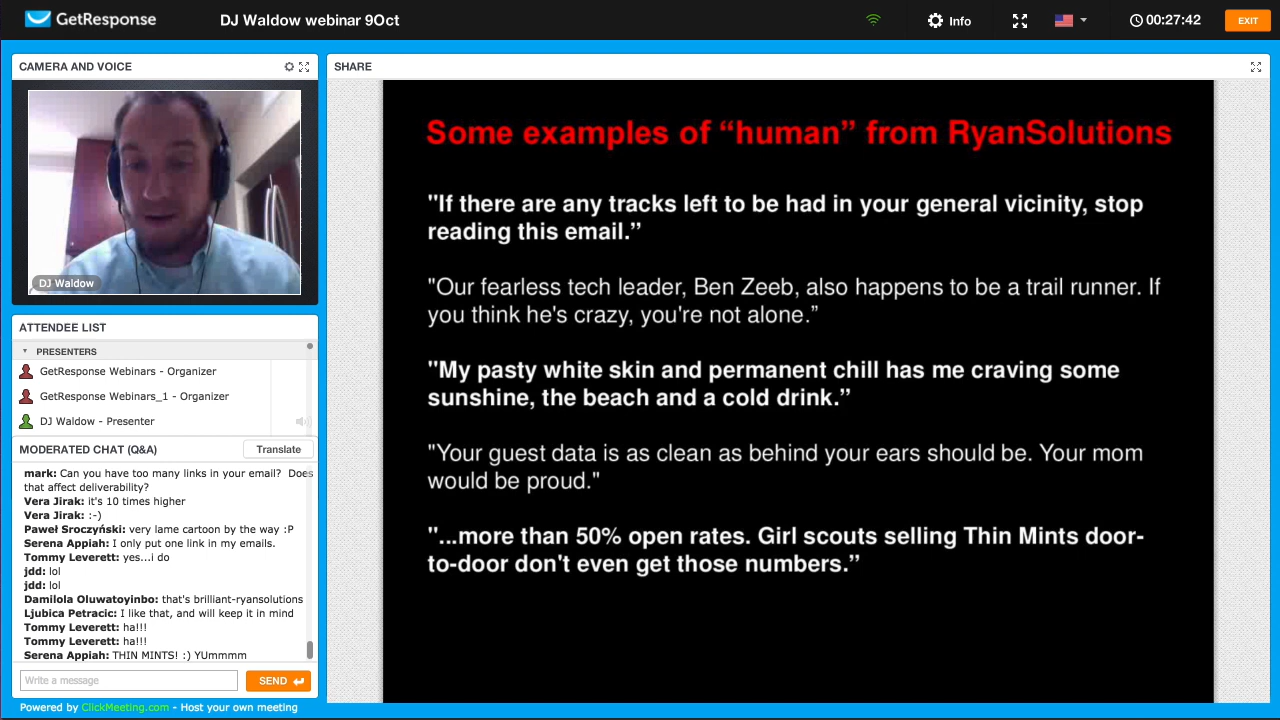 GetResponse
DJ Waldow webinar 9Oct
Info
00:27:42
EXIT
CAMERA AND VOICE
DJ Waldow
ATTENDEE LIST
PRESENTERS
GetResponse Webinars - Organizer
GetResponse Webinars_1 - Organizer
DJ Waldow - Presenter
MODERATED CHAT (Q&A)
Translate
mark: Can you have too many links in your email? Does
that affect deliverability?
Vera Jirak: it's 10 times higher
Vera Jirak: :-)
Paweł Sroczyński: very lame cartoon by the way :P
Serena Appiah: I only put one link in my emails.
Tommy Leverett: yes...i do
jdd: lol
jdd: lol
Damilola Oluwatoyinbo: that's brilliant-ryansolutions
Ljubica Petracic: I like that, and will keep it in mind
Tommy Leverett: ha!!!
Tommy Leverett: ha!!!
Serena Appiah: THIN MINTS! :) YUmmmm
Write a message
SEND
Powered by ClickMeeting.com - Host your own meeting
SHARE
Some examples of “human” from RyanSolutions
"If there are any tracks left to be had in your general vicinity, stop
reading this email.”
"Our fearless tech leader, Ben Zeeb, also happens to be a trail runner. If
you think he's crazy, you're not alone.”
"My pasty white skin and permanent chill has me craving some
sunshine, the beach and a cold drink.”
"Your guest data is as clean as behind your ears should be. Your mom
would be proud."
"...more than 50% open rates. Girl scouts selling Thin Mints door-
to-door don't even get those numbers.”